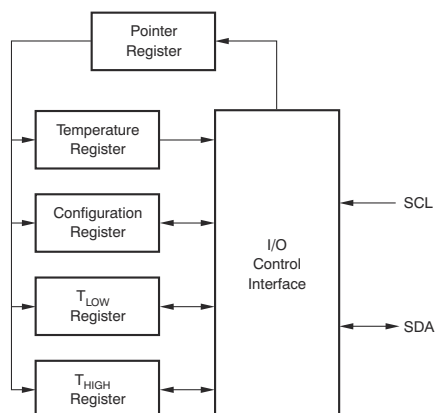 Pointer
Register
Temperature
Register
Configuration
Register
T_LOW
Register
T_HIGH
Register
I/O
Control
Interface
SCL
SDA